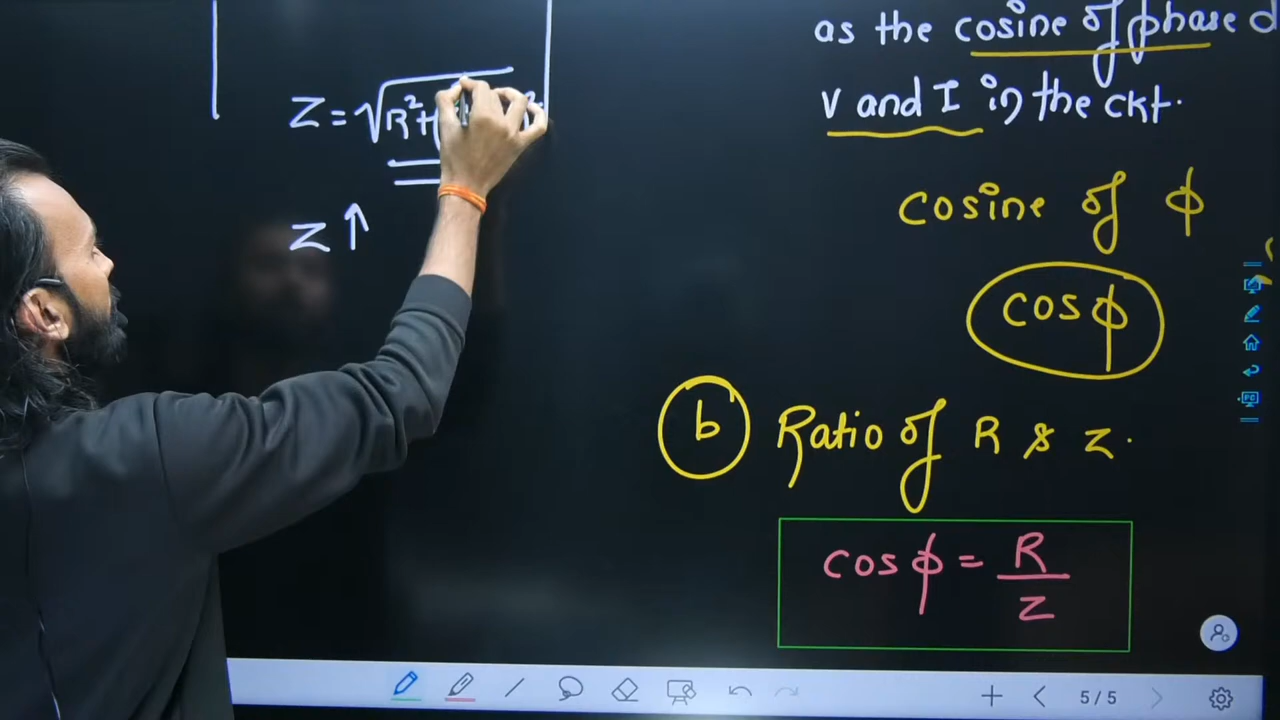 Z = √R² + (
Z ↑
as the cosine of phase
V and I in the ckt.
cosine of ϕ
cos ϕ
b Ratio of R & Z.
cos ϕ = R / Z
5/5